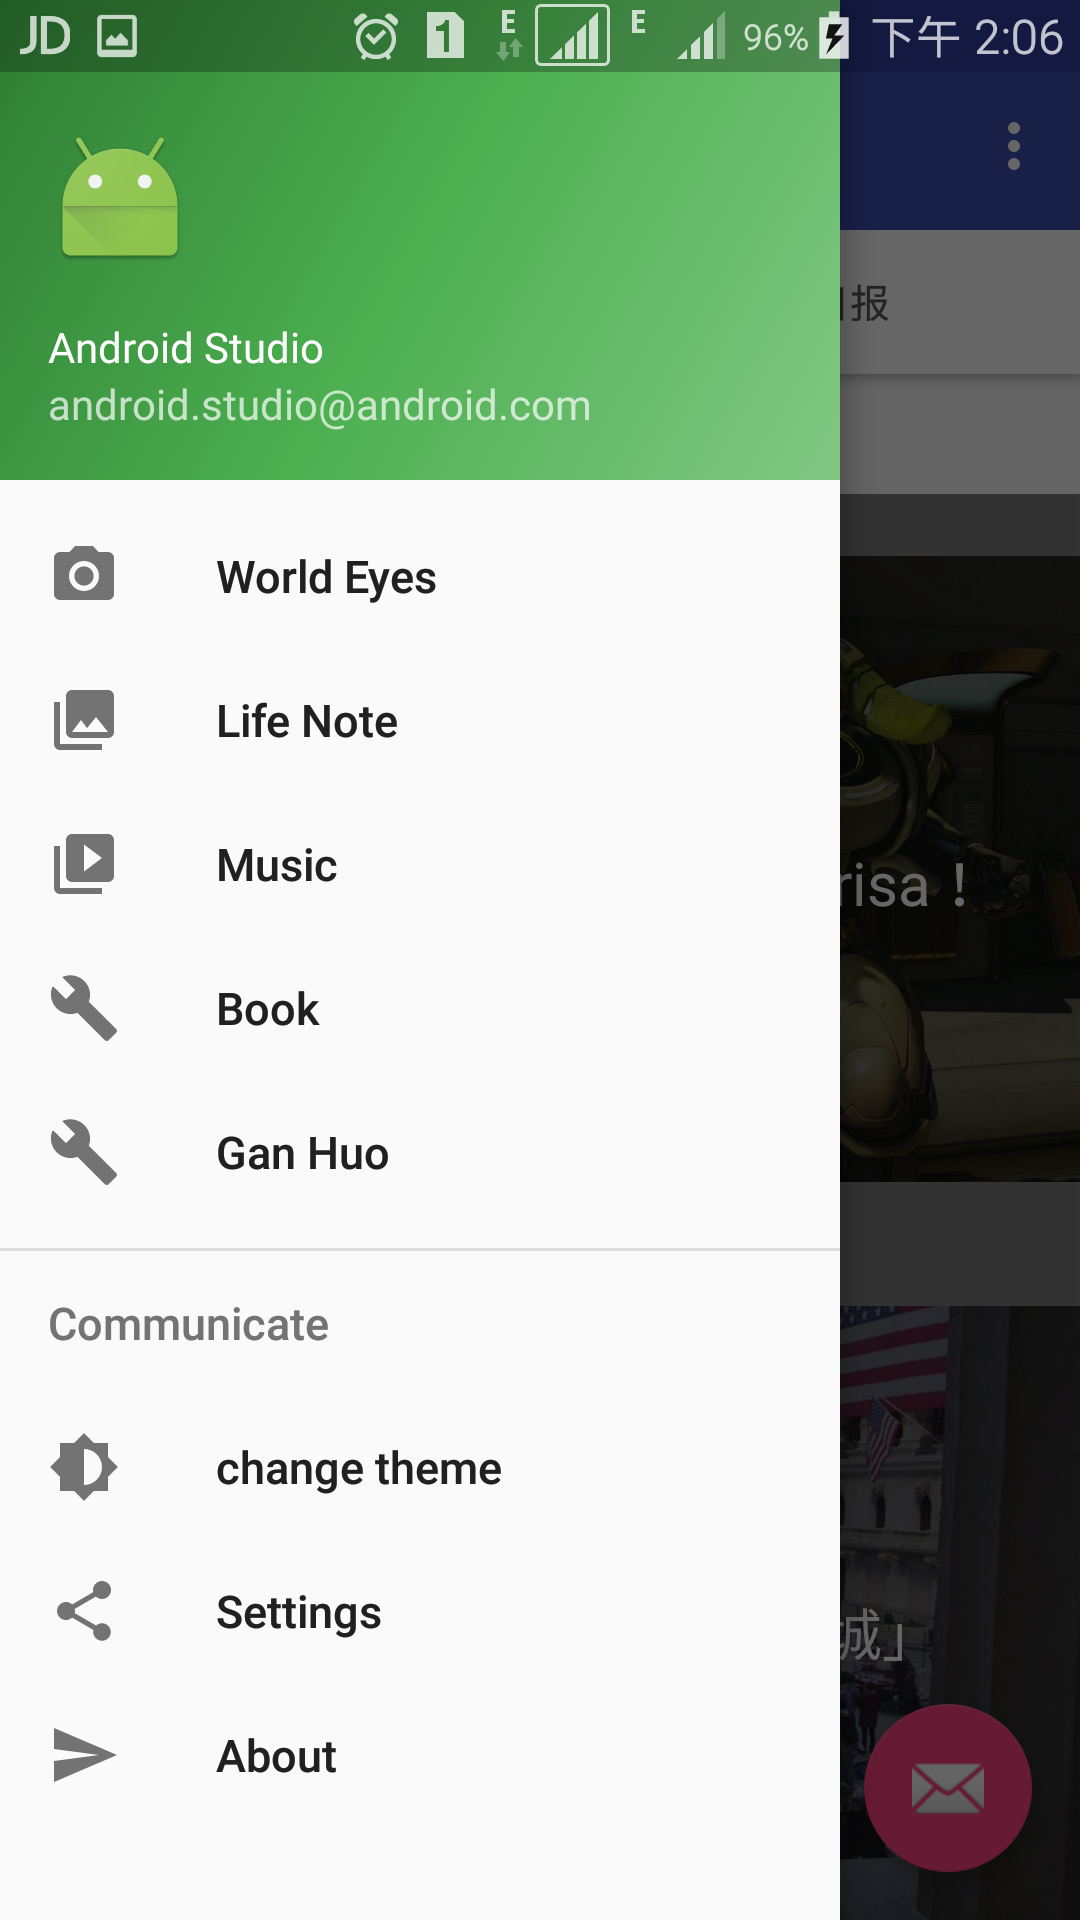 JD 1 E E 96% 下午 2:06
报
Android Studio
android.studio@android.com
World Eyes
Life Note
risa！
Music
Book
Gan Huo
Communicate
change theme
Settings
城」
About